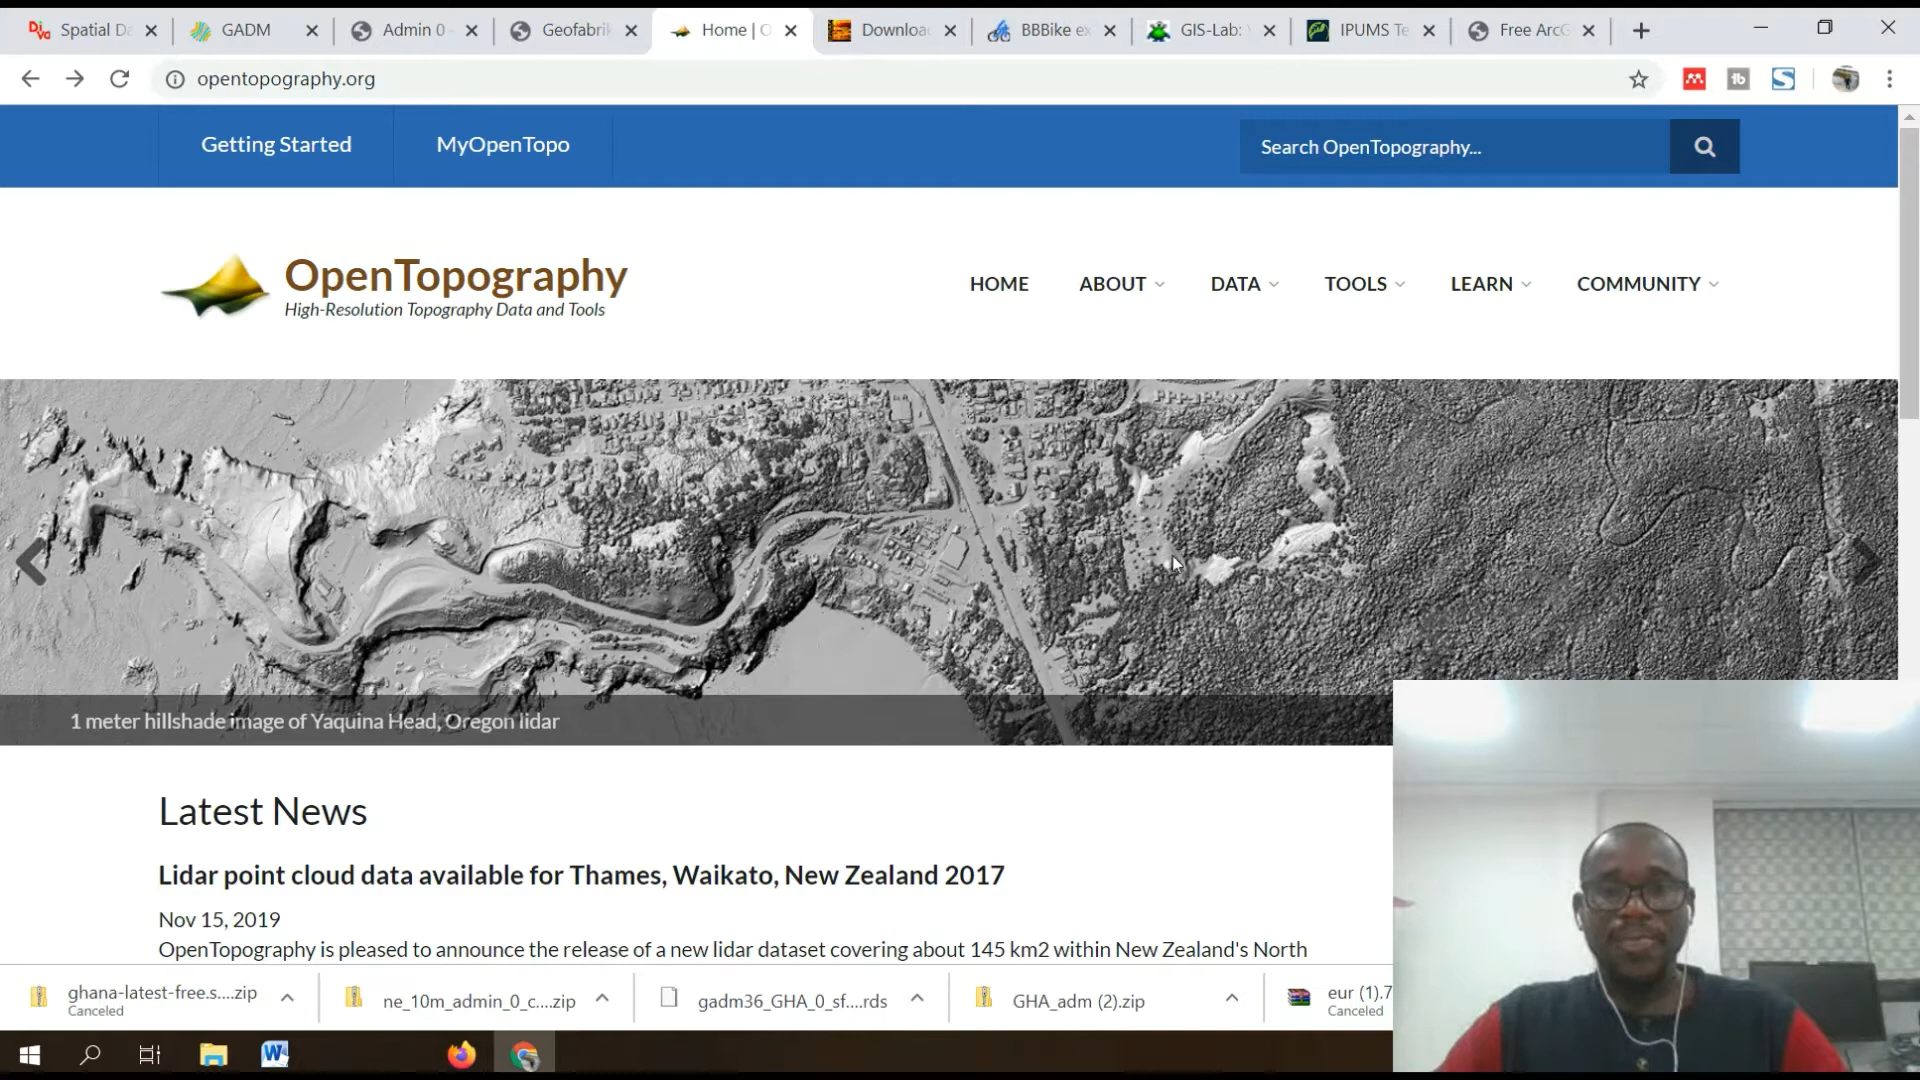 Spatial Da
GADM
Admin 0 -
Geofabrik
Home | O
Download
BBBike ex
GIS-Lab:
IPUMS Te
Free ArcG
opentopography.org
Getting Started
MyOpenTopo
Search OpenTopography...
OpenTopography
High-Resolution Topography Data and Tools
HOME
ABOUT
DATA
TOOLS
LEARN
COMMUNITY
1 meter hillshade image of Yaquina Head, Oregon lidar
Latest News
Lidar point cloud data available for Thames, Waikato, New Zealand 2017
Nov 15, 2019
OpenTopography is pleased to announce the release of a new lidar dataset covering about 145 km2 within New Zealand's North
ghana-latest-free.s....zip
Canceled
ne_10m_admin_0_c....zip
gadm36_GHA_0_sf....rds
GHA_adm (2).zip
eur (1).7
Canceled